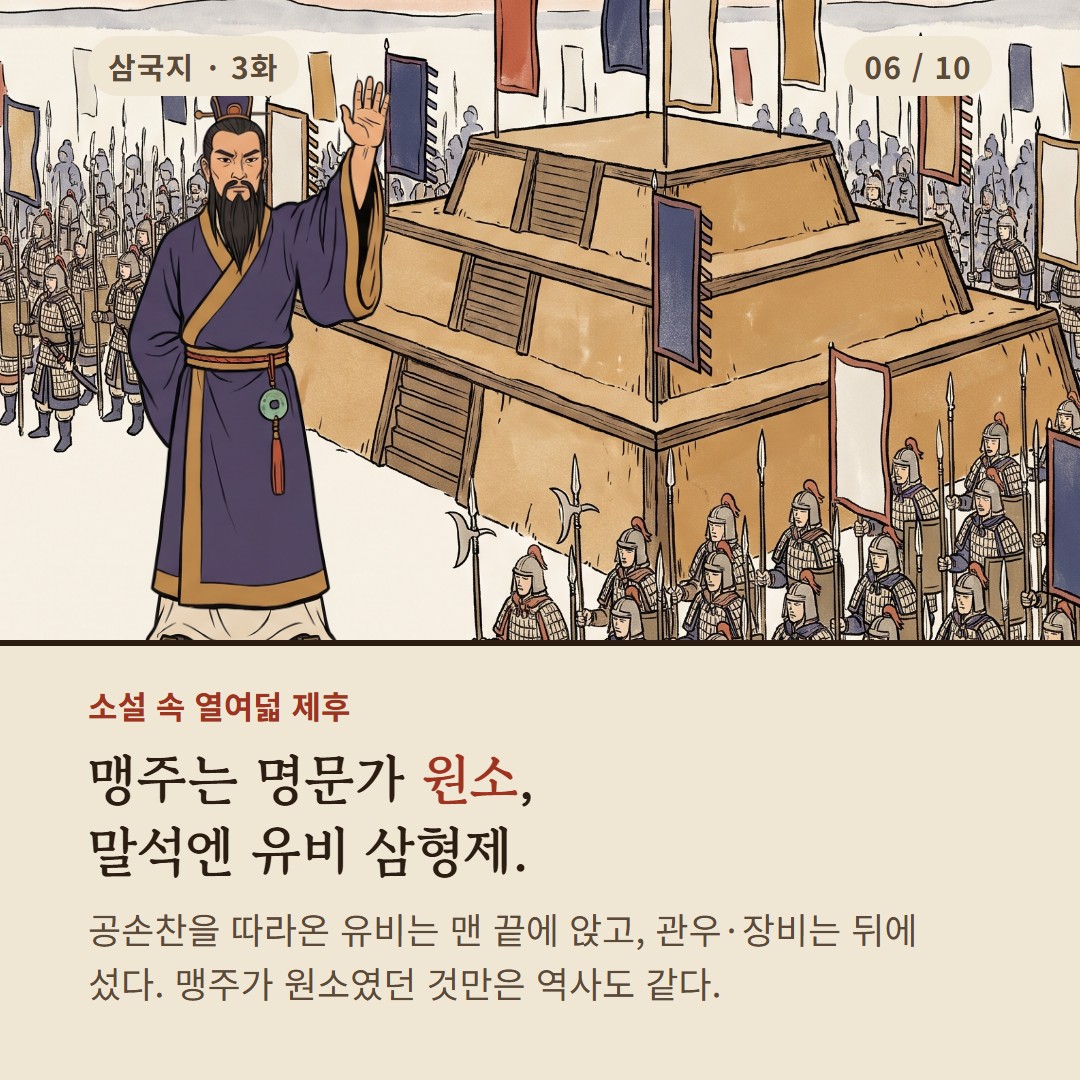 삼국지 · 3화
06 / 10
소설 속 열여덟 제후
맹주는 명문가 원소,
말석엔 유비 삼형제.
공손찬을 따라온 유비는 맨 끝에 앉고, 관우·장비는 뒤에
섰다. 맹주가 원소였던 것만은 역사도 같다.